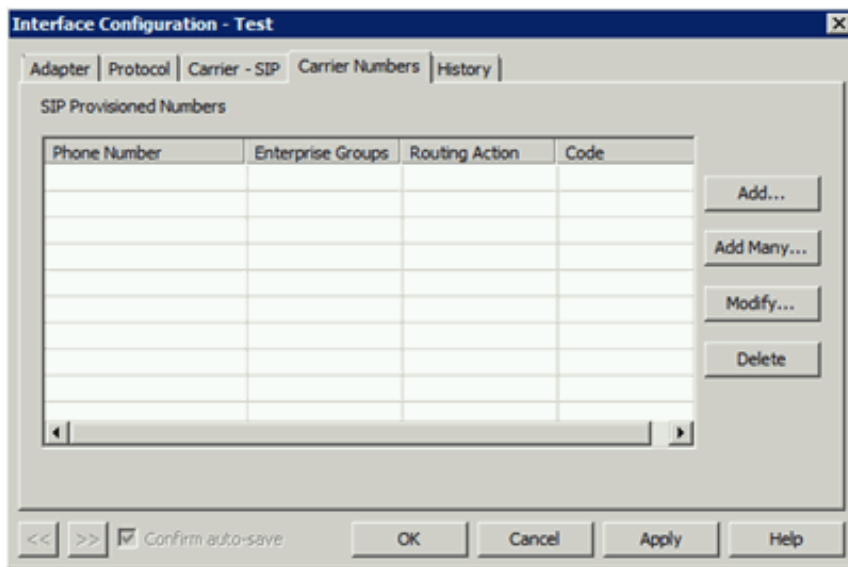 Interface Configuration - Test
Adapter Protocol Carrier - SIP Carrier Numbers History
SIP Provisioned Numbers
Phone Number Enterprise Groups Routing Action Code
Add...
Add Many...
Modify...
Delete
<< >> Confirm auto-save OK Cancel Apply Help